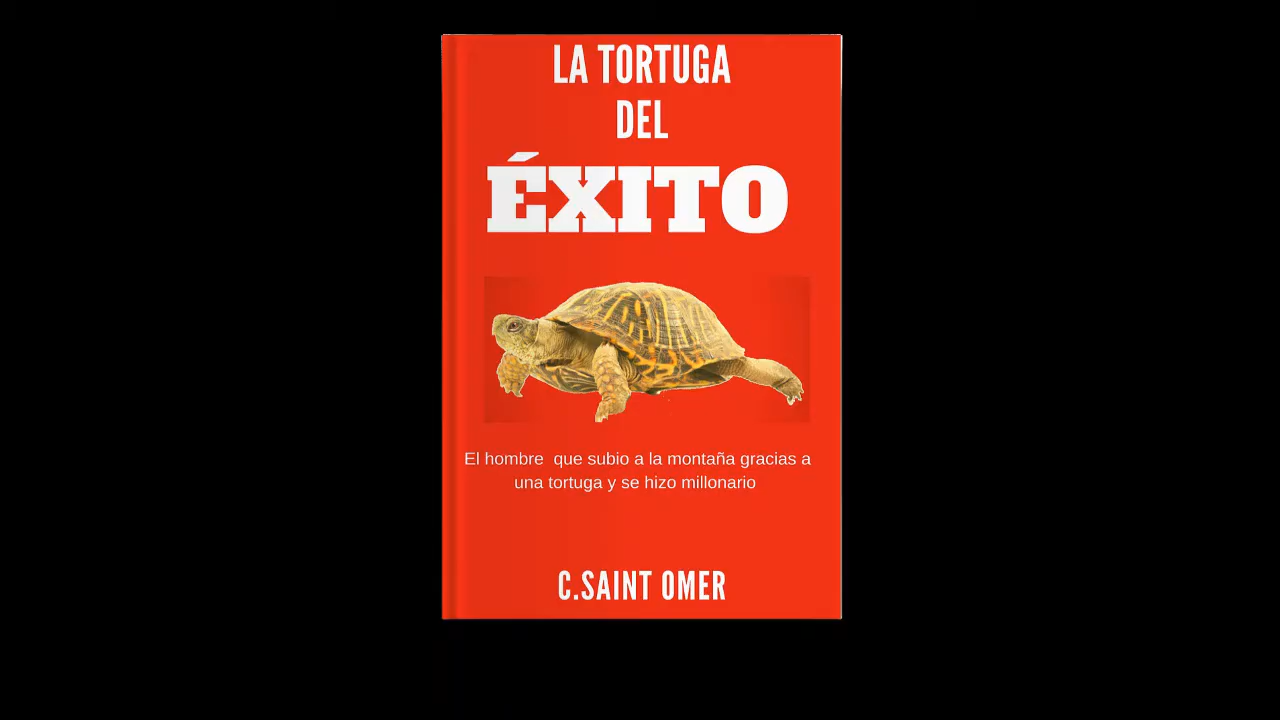 LA TORTUGA
DEL
ÉXITO
El hombre  que subio a la montaña gracias a
una tortuga y se hizo millonario
C.SAINT OMER